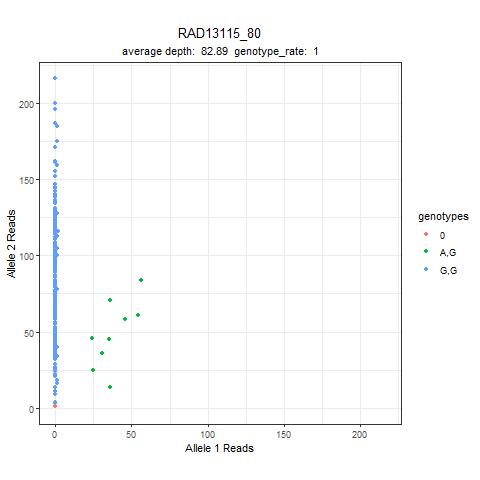 RAD13115_80
average depth:  82.89  genotype_rate:  1
200
150
100
50
0
Allele 2 Reads
0 50 100 150 200
Allele 1 Reads
genotypes
0
A,G
G,G